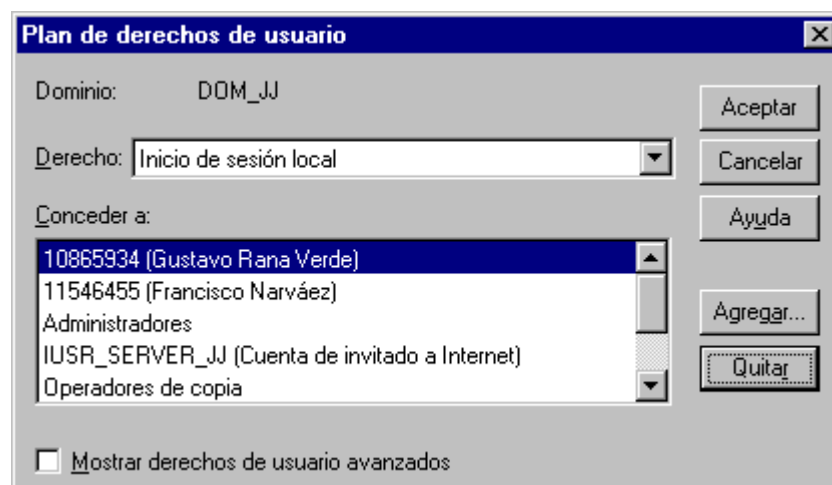 Plan de derechos de usuario
Dominio: DOM_JJ
Derecho: Inicio de sesión local
Conceder a:
10865934 (Gustavo Rana Verde)
11546455 (Francisco Narváez)
Administradores
IUSR_SERVER_JJ (Cuenta de invitado a Internet)
Operadores de copia
Mostrar derechos de usuario avanzados
Aceptar
Cancelar
Ayuda
Agregar...
Quitar